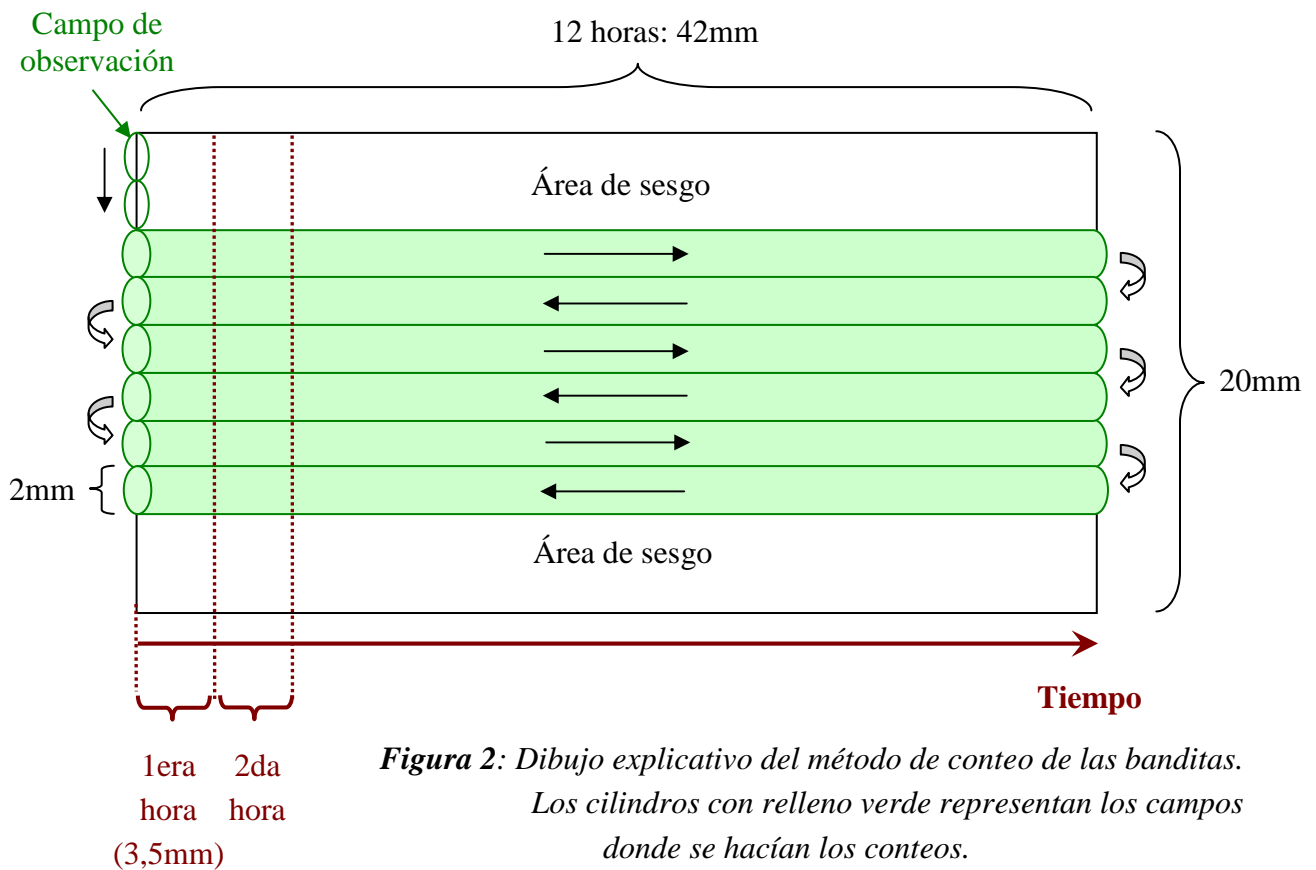 Campo de
observación
12 horas: 42mm
Área de sesgo
20mm
2mm
Área de sesgo
Tiempo
1era
hora
(3,5mm)
2da
hora
Figura 2: Dibujo explicativo del método de conteo de las banditas.
Los cilindros con relleno verde representan los campos
donde se hacían los conteos.